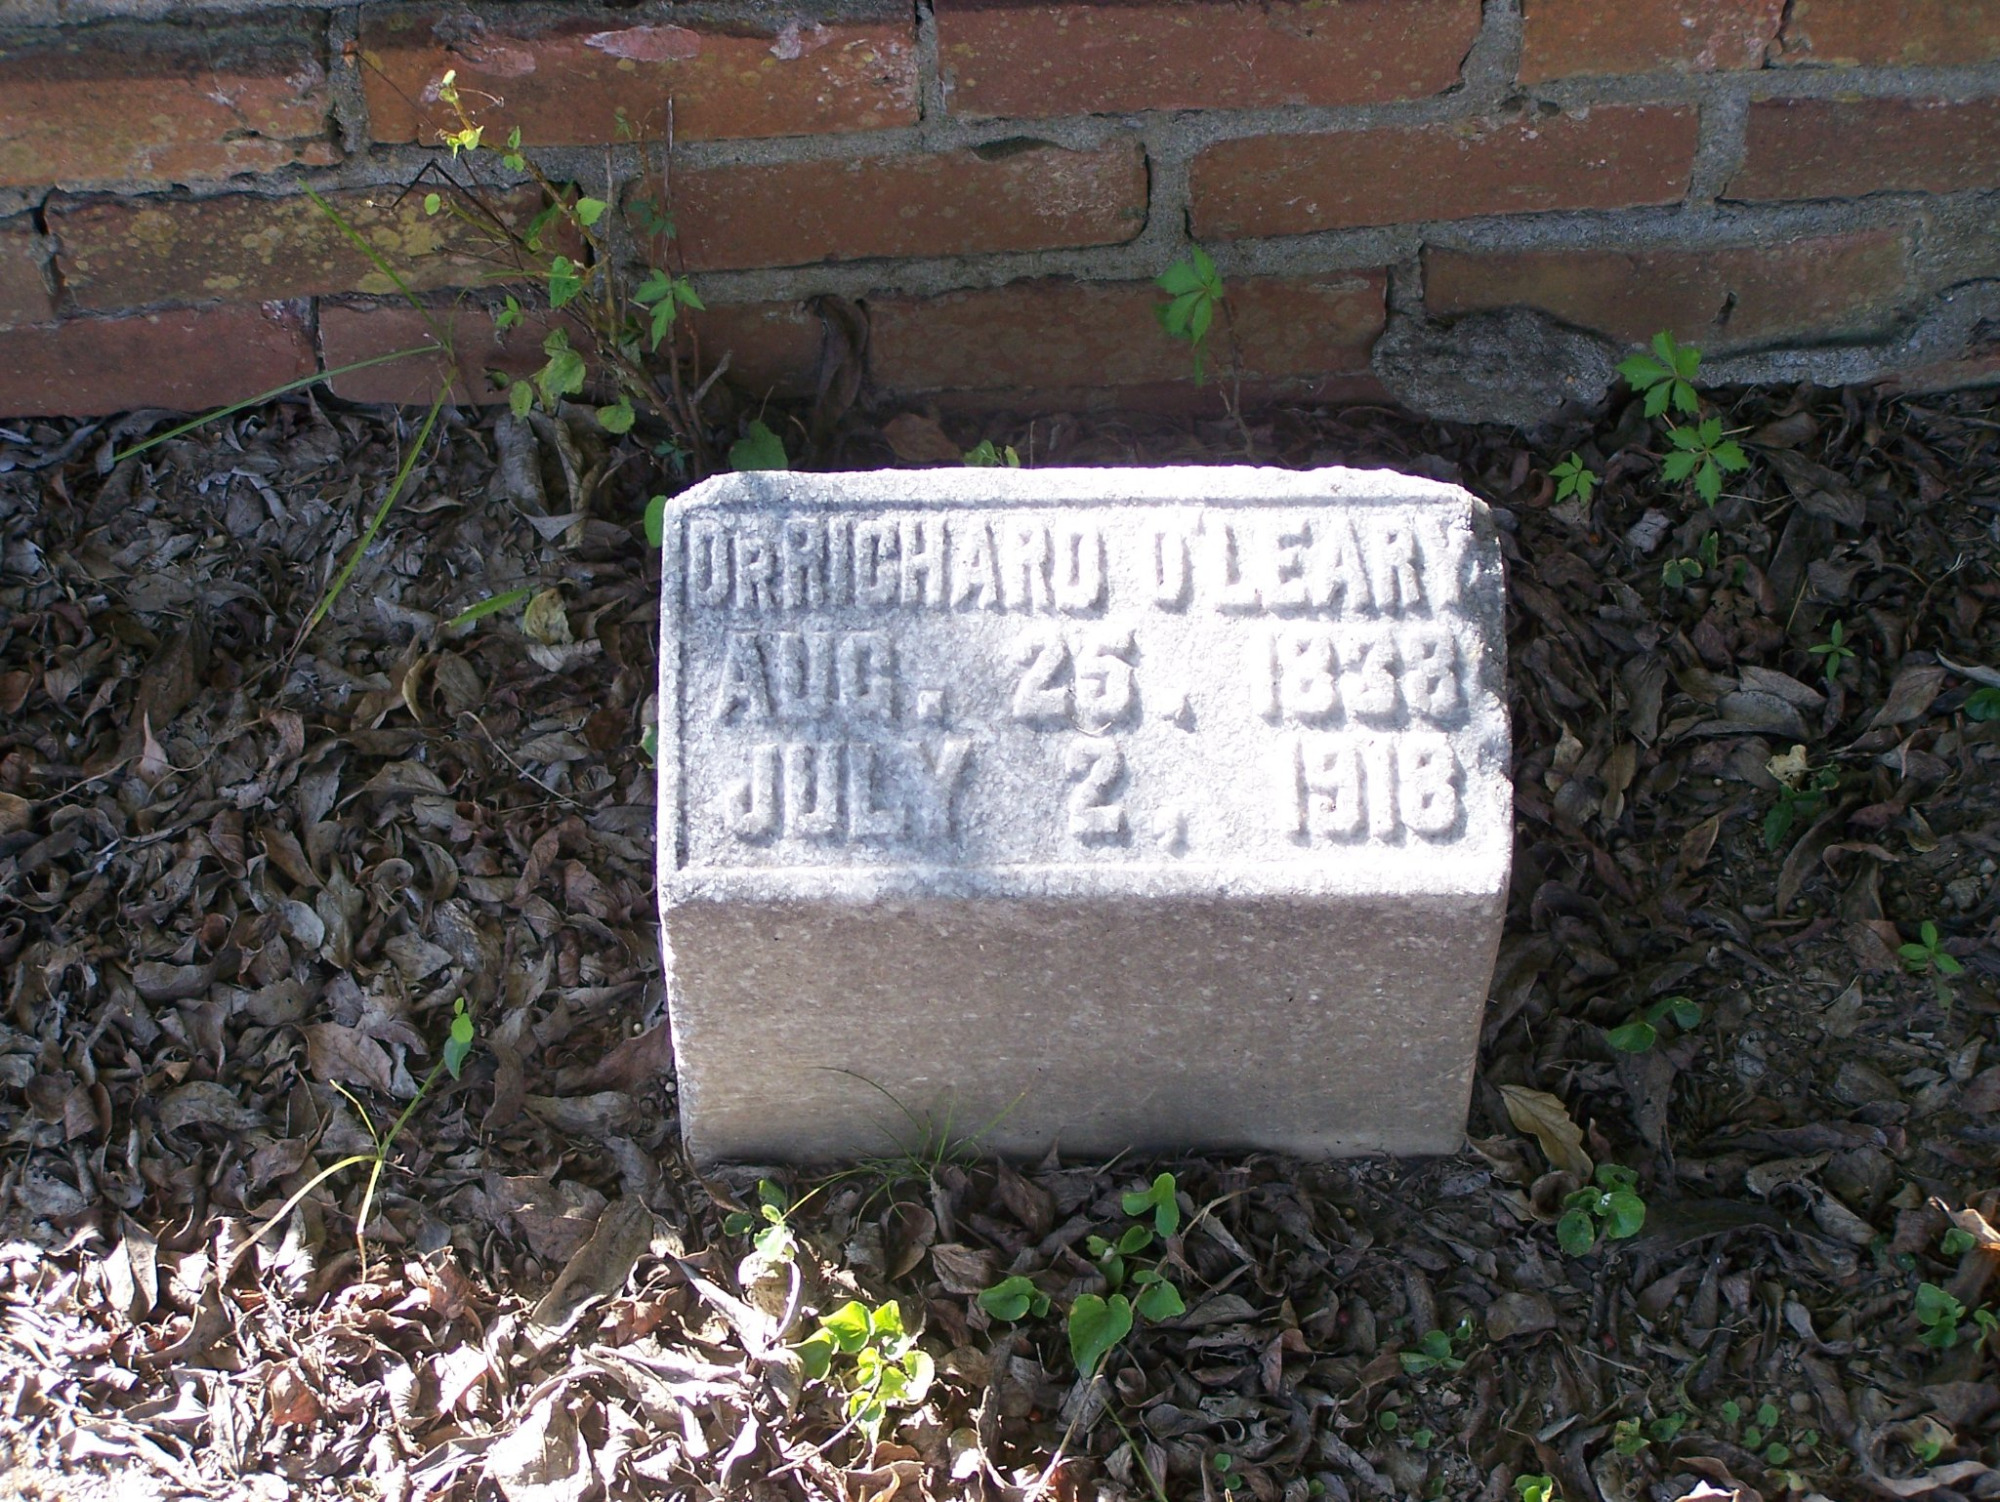 DR RICHARD O'LEARY
AUG. 25, 1838
JULY 2, 1918